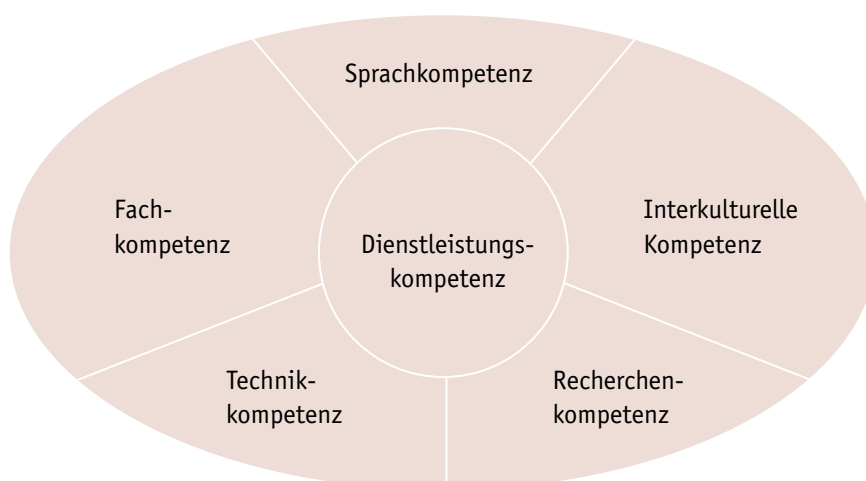 Sprachkompetenz
Fach-
kompetenz
Interkulturelle
Kompetenz
Dienstleistungs-
kompetenz
Technik-
kompetenz
Recherchen-
kompetenz